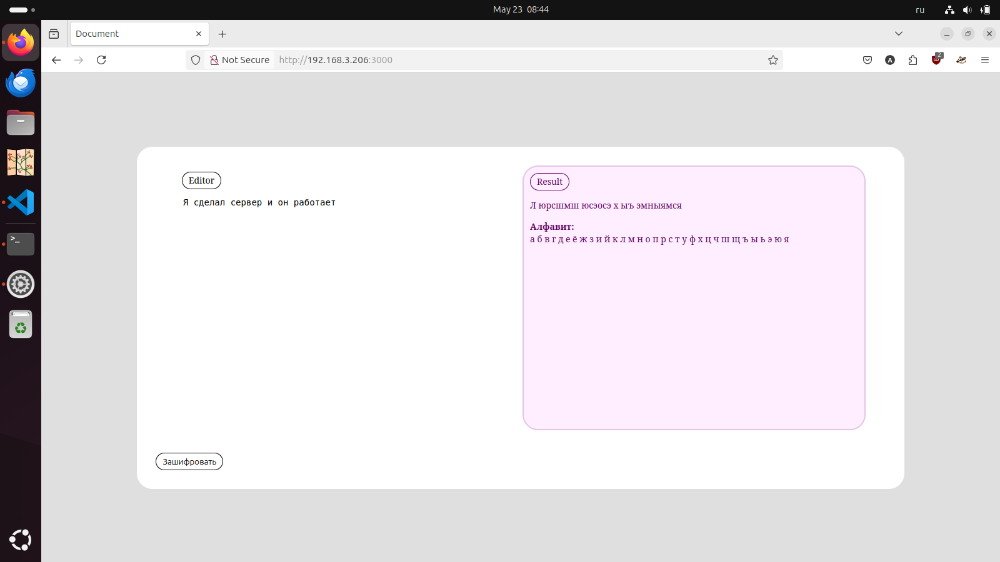 May 23 08:44
ru
Document
Not Secure
http://192.168.3.206:3000
A
2
>_
Editor
Я сделал сервер и он работает
Result
Л юрсшмш юсэосэ х ыъ эмныямся
Алфавит:
а б в г д е ё ж з и й к л м н о п р с т у ф х ц ч ш щ ъ ы ь э ю я
Зашифровать